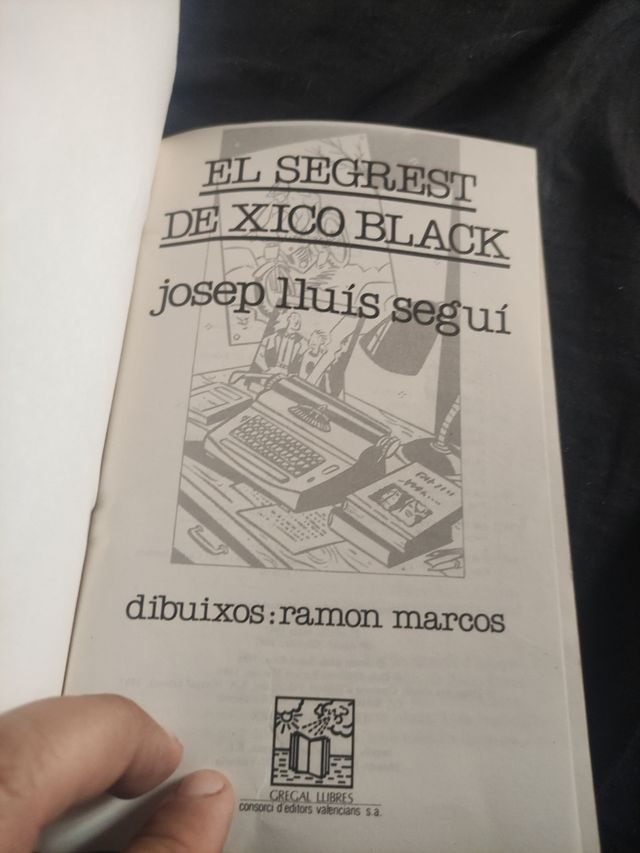 EL SEGREST
DE XICO BLACK
josep lluís seguí
dibuixos: ramon marcos
GREGAL LLIBRES
consorci d'editors valencians s.a.